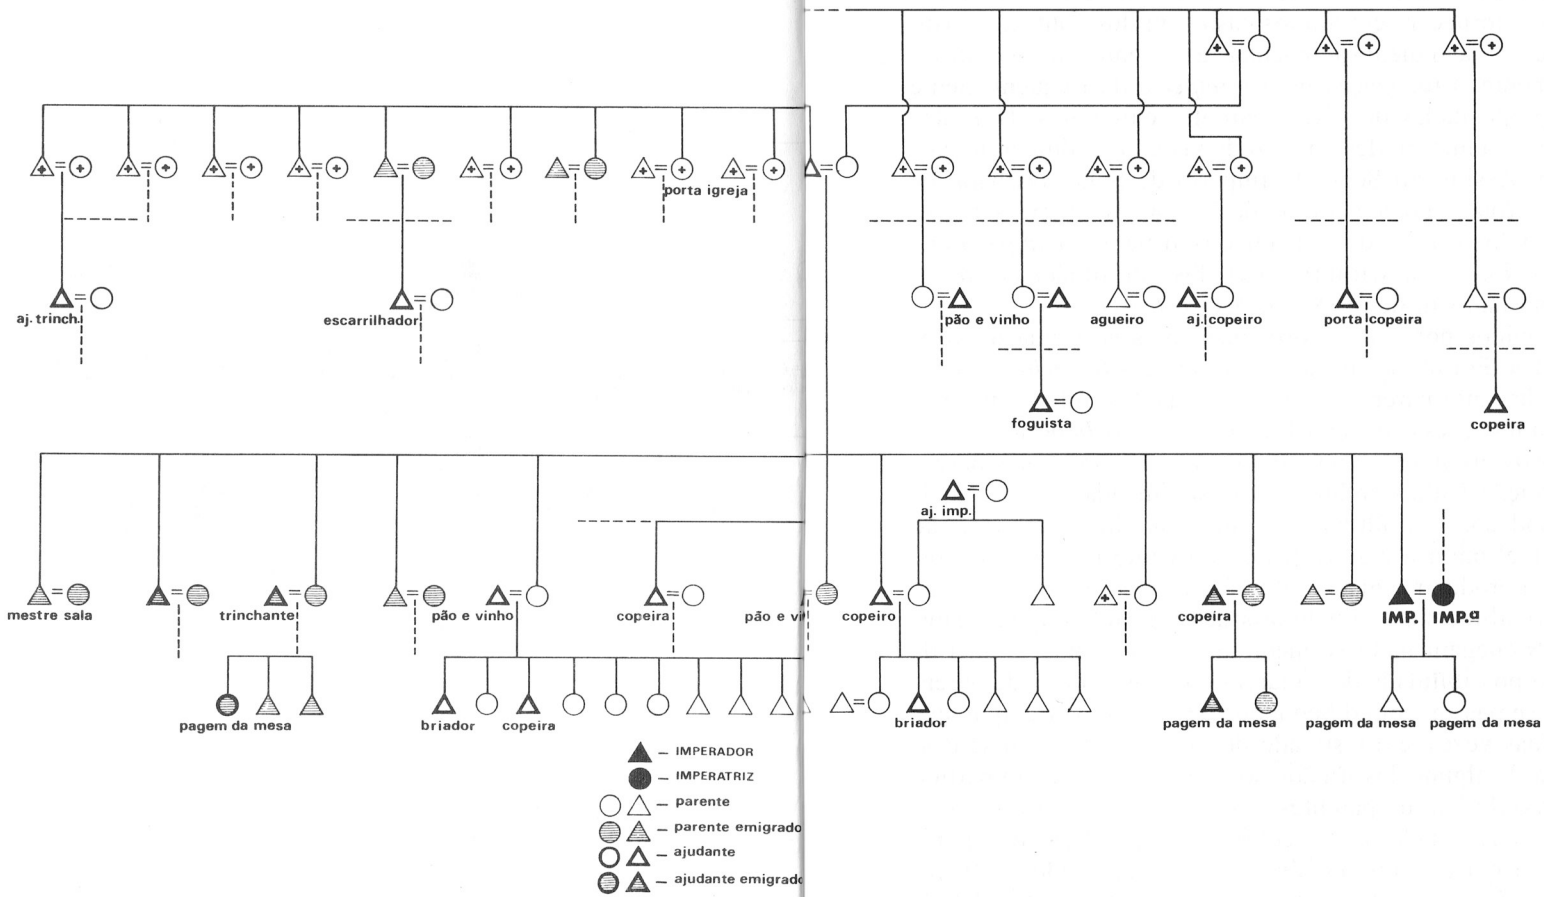 porta igreja
aj. trinch.
escarrilhador
pão e vinho
agueiro
aj. copeiro
porta copeira
foguista
copeira
aj. imp.
mestre sala
trinchante
pão e vinho
copeira
pão e vi
copeiro
copeira
IMP.
IMP.ª
pagem da mesa
briador
copeira
briador
pagem da mesa
pagem da mesa
pagem da mesa
– IMPERADOR
– IMPERATRIZ
– parente
– parente emigrado
– ajudante
– ajudante emigrado